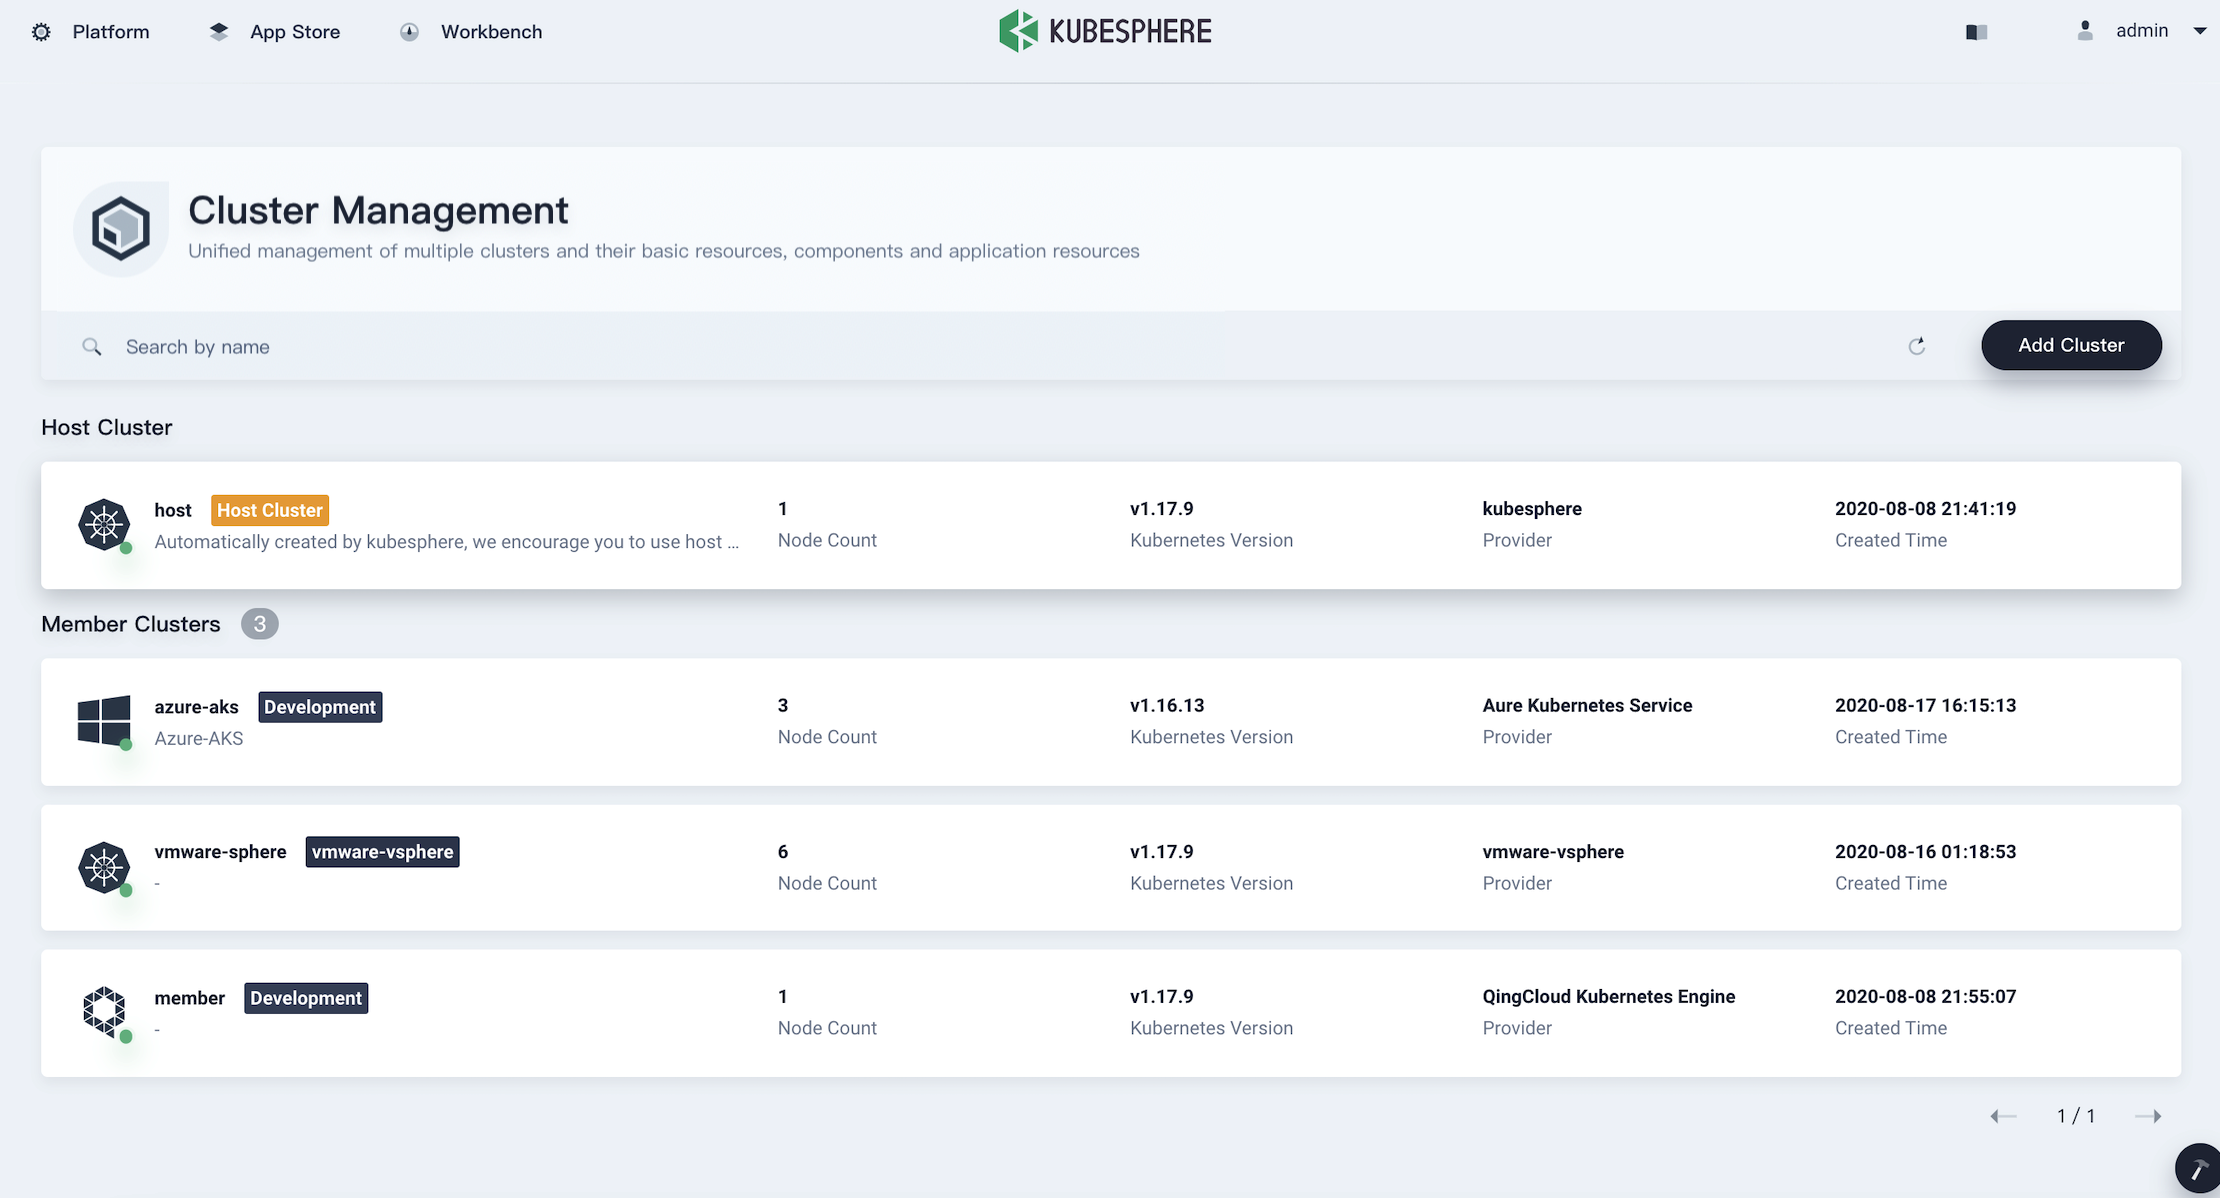 Platform
App Store
Workbench
KUBESPHERE
admin
Cluster Management
Unified management of multiple clusters and their basic resources, components and application resources
Search by name
Add Cluster
Host Cluster
host Host Cluster
Automatically created by kubesphere, we encourage you to use host ...
1
Node Count
v1.17.9
Kubernetes Version
kubesphere
Provider
2020-08-08 21:41:19
Created Time
Member Clusters 3
azure-aks Development
Azure-AKS
3
Node Count
v1.16.13
Kubernetes Version
Aure Kubernetes Service
Provider
2020-08-17 16:15:13
Created Time
vmware-sphere vmware-vsphere
-
6
Node Count
v1.17.9
Kubernetes Version
vmware-vsphere
Provider
2020-08-16 01:18:53
Created Time
member Development
-
1
Node Count
v1.17.9
Kubernetes Version
QingCloud Kubernetes Engine
Provider
2020-08-08 21:55:07
Created Time
1 / 1